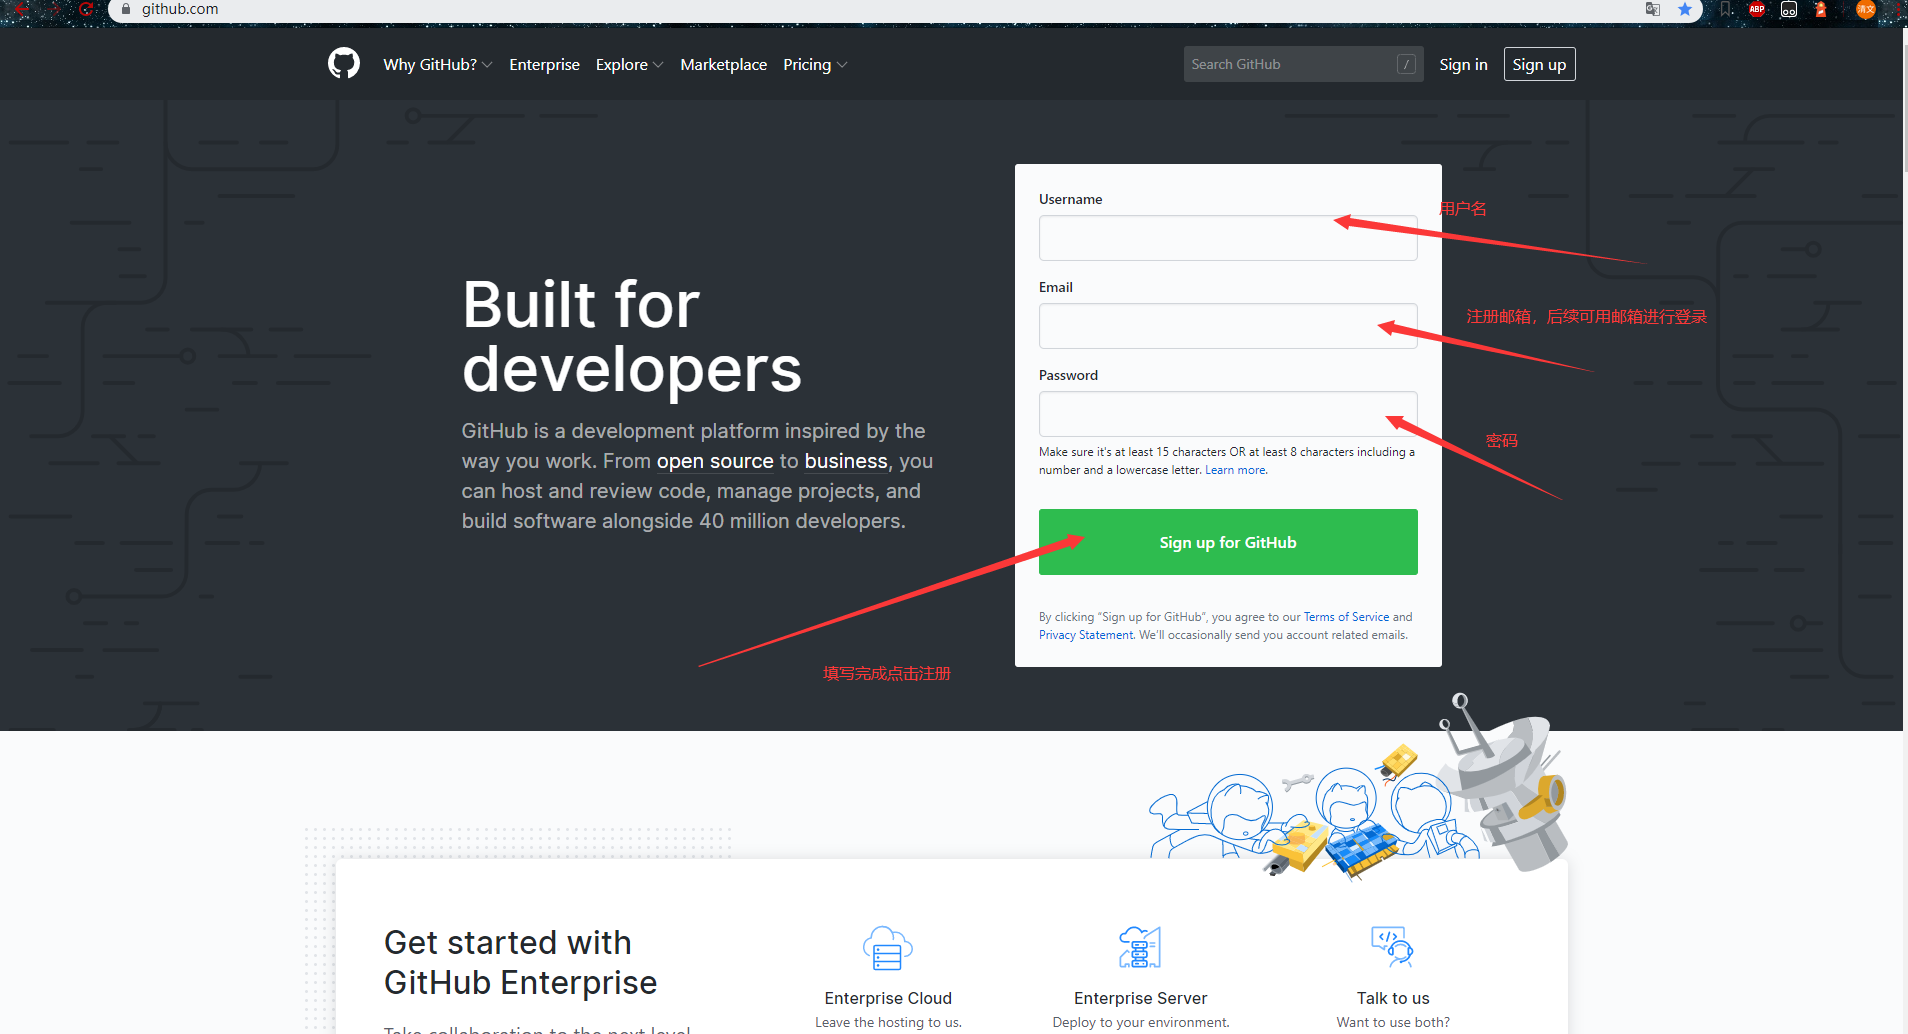 github.com
ABP
清文
Why GitHub?
Enterprise
Explore
Marketplace
Pricing
Search GitHub
/
Sign in
Sign up
Username
用户名
Email
注册邮箱，后续可用邮箱进行登录
Password
密码
Make sure it's at least 15 characters OR at least 8 characters including a
number and a lowercase letter. Learn more.
Sign up for GitHub
By clicking “Sign up for GitHub”, you agree to our Terms of Service and
Privacy Statement. We’ll occasionally send you account related emails.
Built for
developers
GitHub is a development platform inspired by the
way you work. From open source to business, you
can host and review code, manage projects, and
build software alongside 40 million developers.
填写完成点击注册
Get started with
GitHub Enterprise
Take collaboration to the next level
Enterprise Cloud
Leave the hosting to us.
Enterprise Server
Deploy to your environment.
Talk to us
Want to use both?